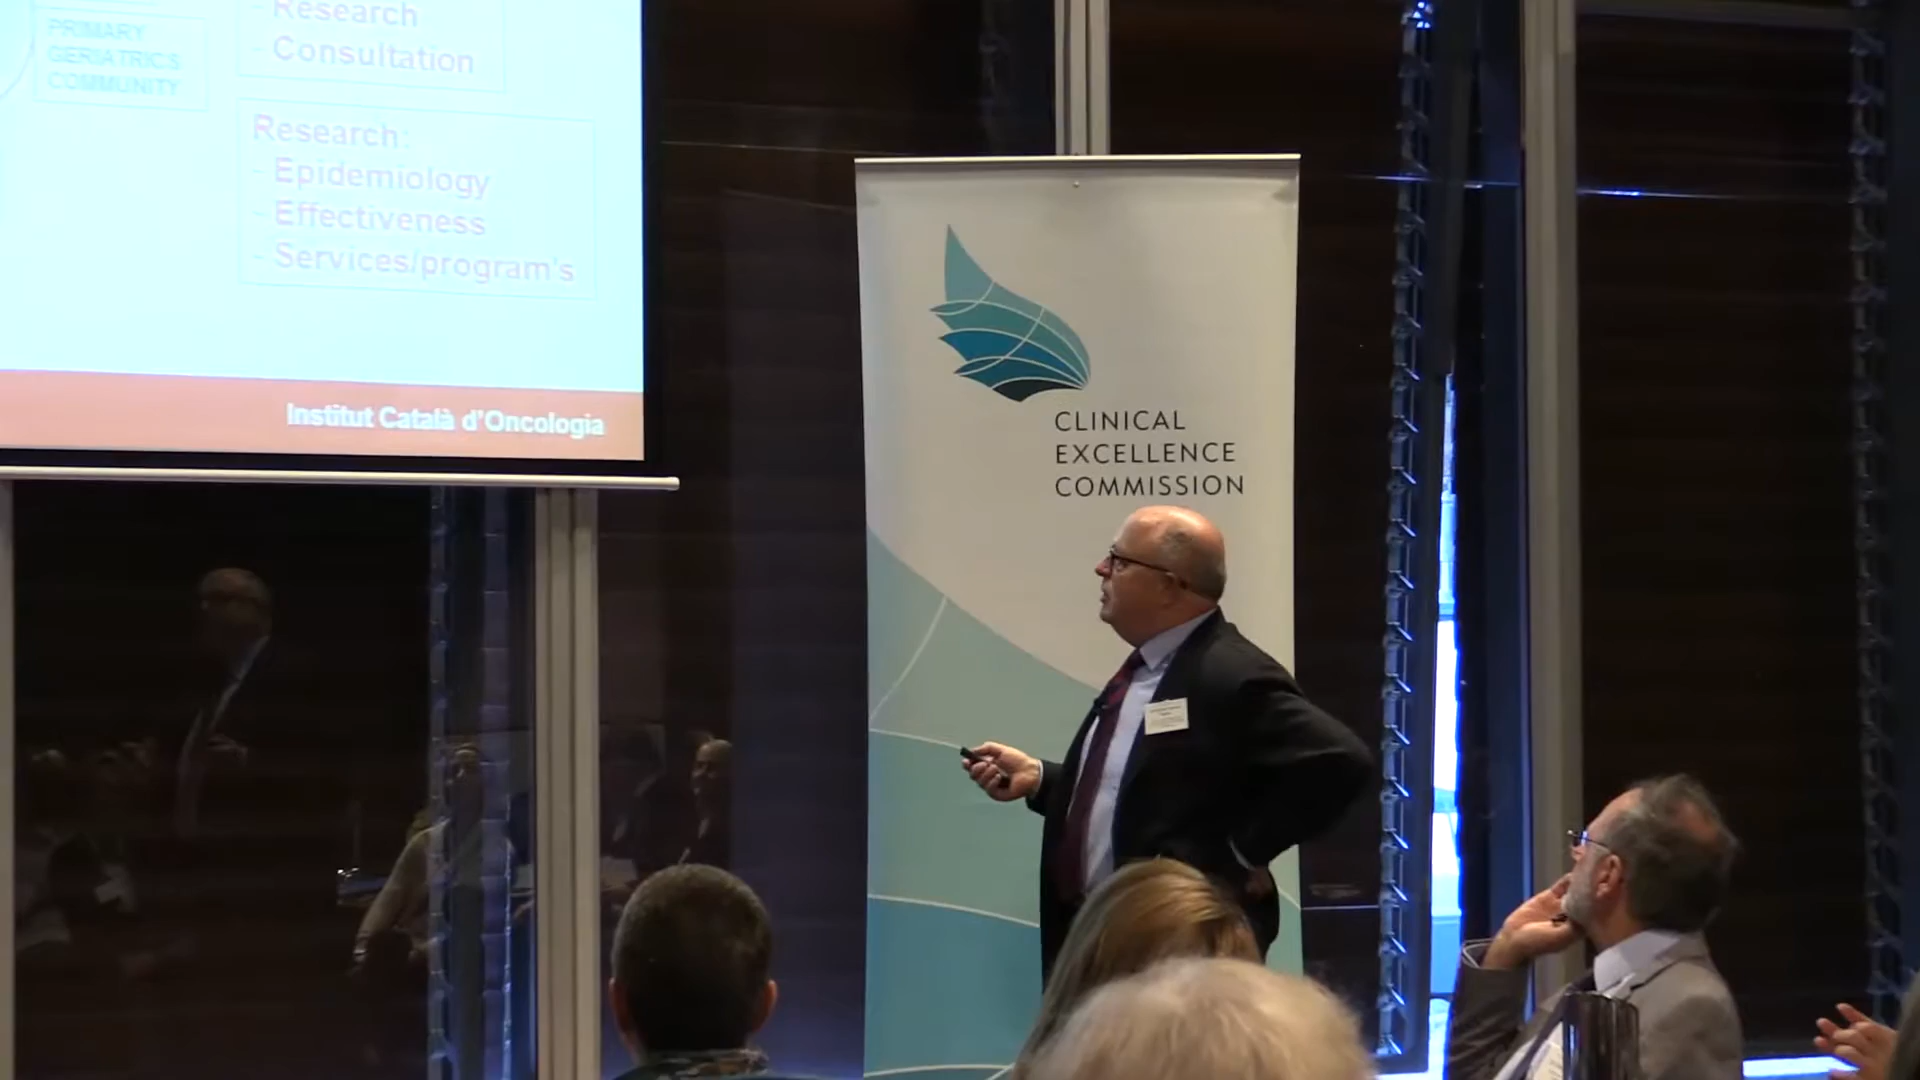 Research
- Consultation
PRIMARY
GERIATRICS
COMMUNITY
Research:
- Epidemiology
- Effectiveness
- Services/program's
Institut Català d'Oncologia
CLINICAL
EXCELLENCE
COMMISSION